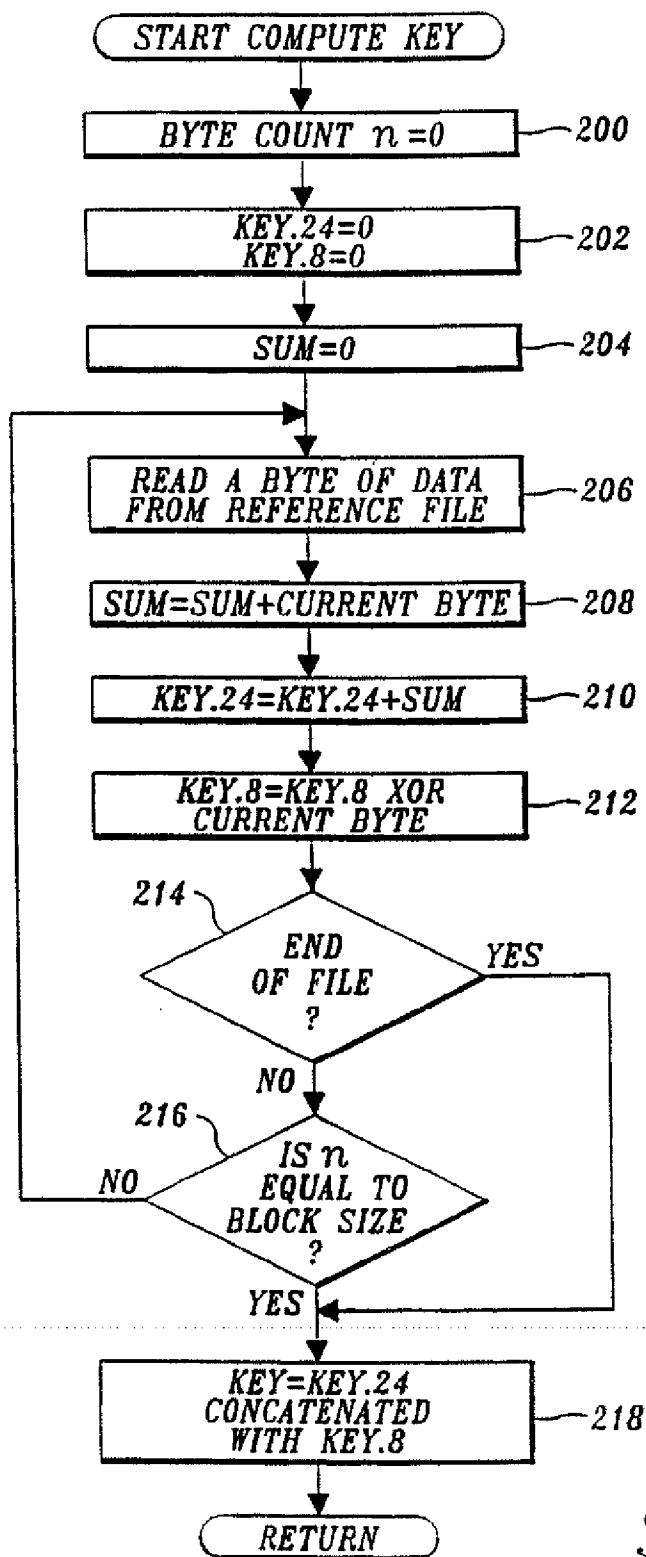 START COMPUTE KEY
BYTE COUNT n=0
200
KEY.24=0
KEY.8=0
202
SUM=0
204
READ A BYTE OF DATA
FROM REFERENCE FILE
206
SUM=SUM+CURRENT BYTE
208
KEY.24=KEY.24+SUM
210
KEY.8=KEY.8 XOR
CURRENT BYTE
212
214
END
OF FILE
?
YES
NO
216
IS n
EQUAL TO
BLOCK SIZE
?
NO
YES
KEY=KEY.24
CONCATENATED
WITH KEY.8
218
RETURN